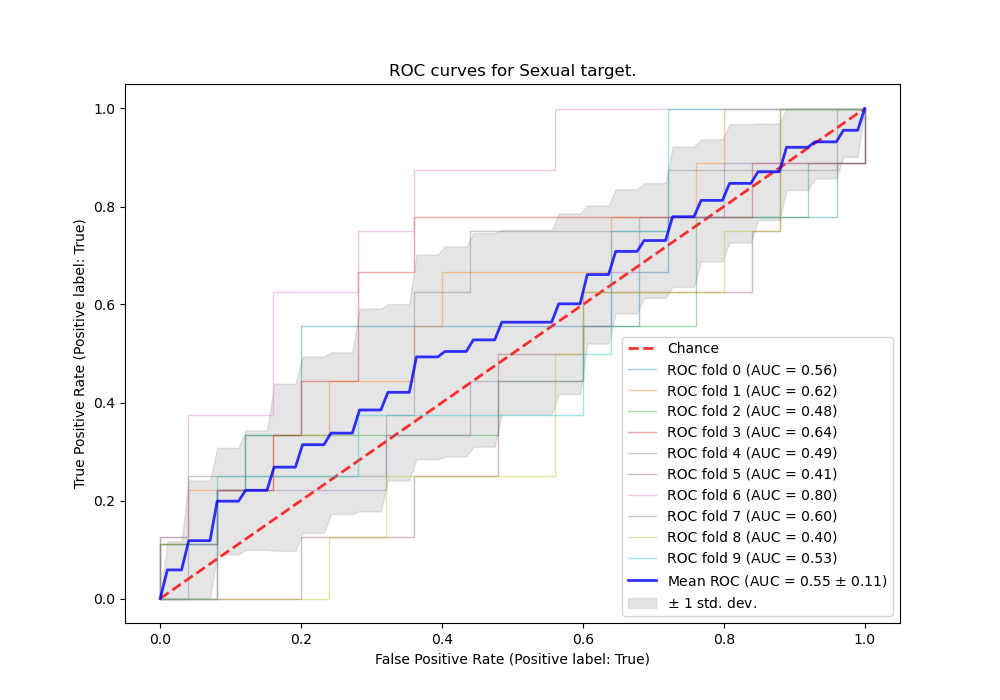 ROC curves for Sexual target.
True Positive Rate (Positive label: True)
1.0
0.8
0.6
0.4
0.2
0.0
0.0 0.2 0.4 0.6 0.8 1.0
False Positive Rate (Positive label: True)
Chance
ROC fold 0 (AUC = 0.56)
ROC fold 1 (AUC = 0.62)
ROC fold 2 (AUC = 0.48)
ROC fold 3 (AUC = 0.64)
ROC fold 4 (AUC = 0.49)
ROC fold 5 (AUC = 0.41)
ROC fold 6 (AUC = 0.80)
ROC fold 7 (AUC = 0.60)
ROC fold 8 (AUC = 0.40)
ROC fold 9 (AUC = 0.53)
Mean ROC (AUC = 0.55 ± 0.11)
± 1 std. dev.